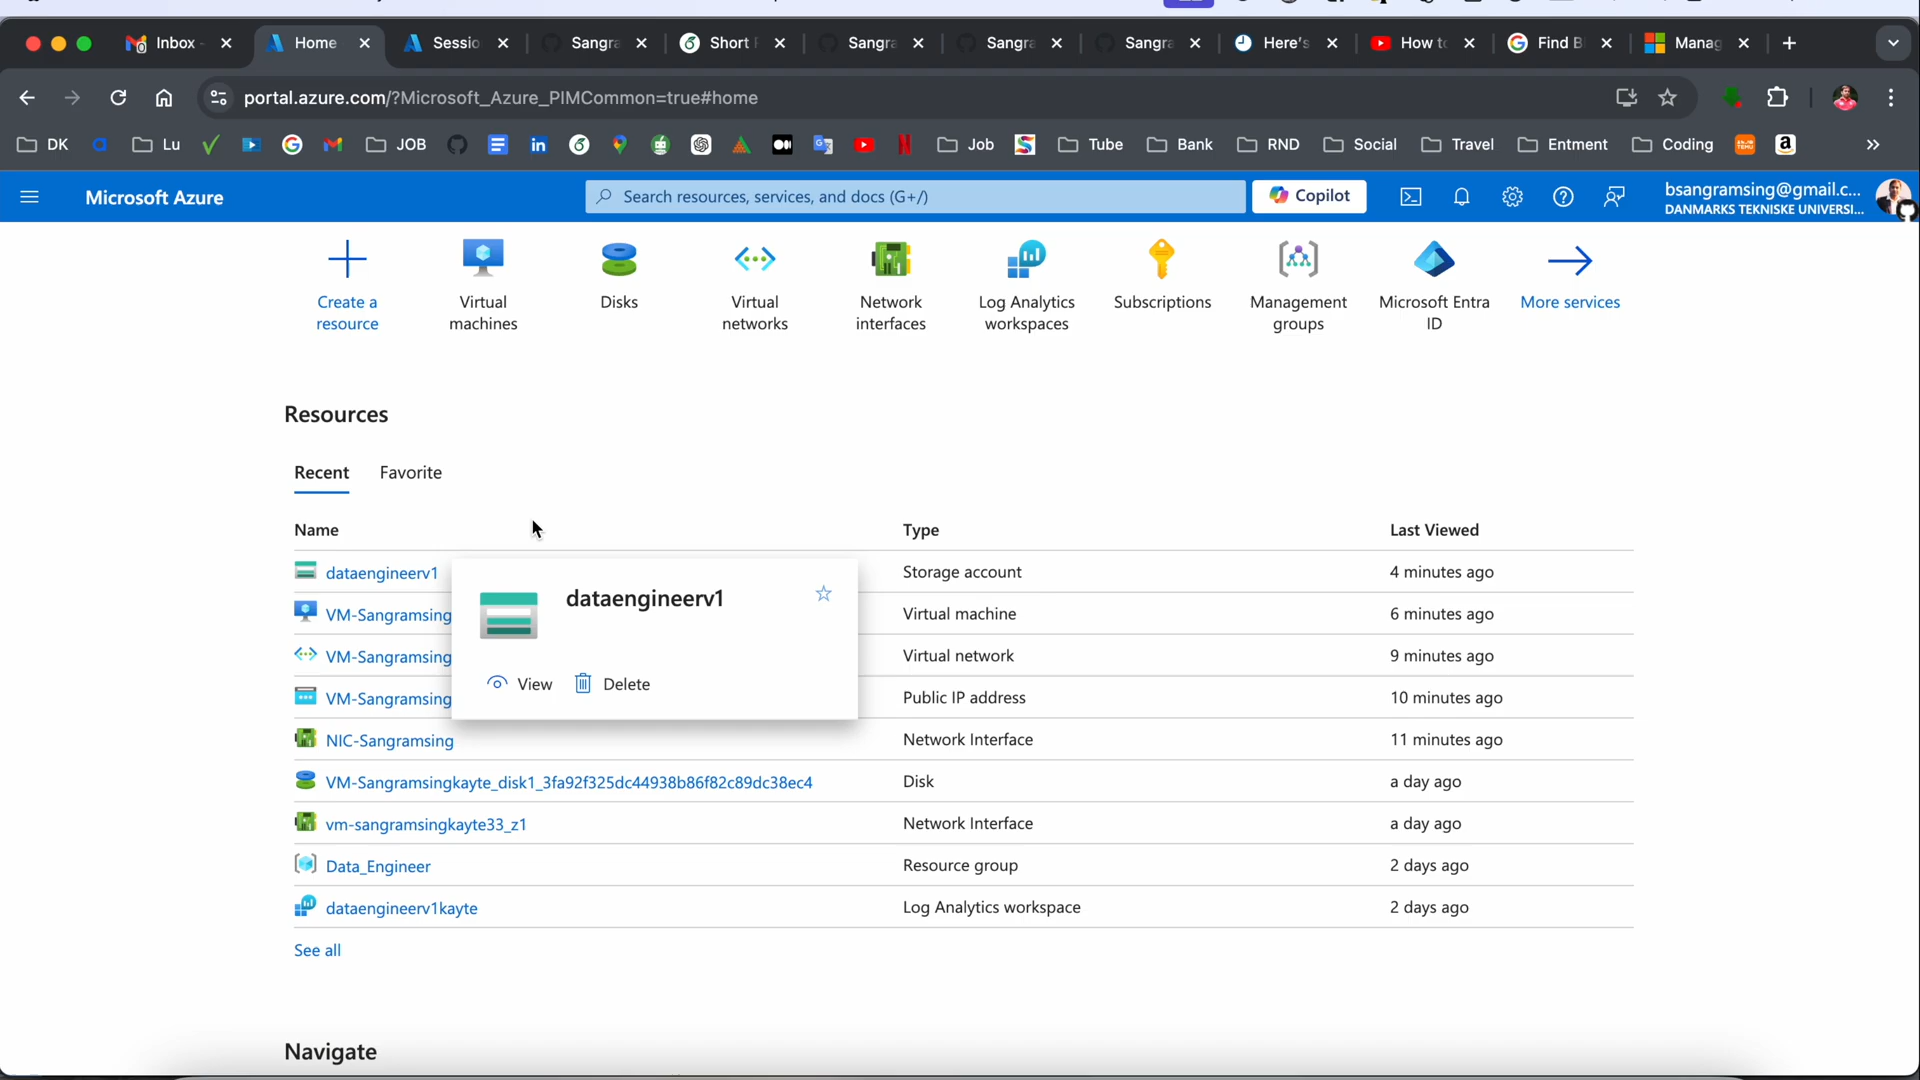 Inbox
Home
Sessio
Sangra
Short
Sangra
Sangra
Sangra
Here's
How to
Find B
Manag
portal.azure.com/?Microsoft_Azure_PIMCommon=true#home
DK
Lu
JOB
Job
Tube
Bank
RND
Social
Travel
Entment
Coding
Microsoft Azure
Search resources, services, and docs (G+/)
Copilot
bsangramsing@gmail.c...
DANMARKS TEKNISKE UNIVERSI...
Create a
resource
Virtual
machines
Disks
Virtual
networks
Network
interfaces
Log Analytics
workspaces
Subscriptions
Management
groups
Microsoft Entra
ID
More services
Resources
Recent
Favorite
Name
Type
Last Viewed
dataengineerv1
Storage account
4 minutes ago
VM-Sangramsing
Virtual machine
6 minutes ago
VM-Sangramsing
Virtual network
9 minutes ago
VM-Sangramsing
Public IP address
10 minutes ago
dataengineerv1
View
Delete
NIC-Sangramsing
Network Interface
11 minutes ago
VM-Sangramsingkayte_disk1_3fa92f325dc44938b86f82c89dc38ec4
Disk
a day ago
vm-sangramsingkayte33_z1
Network Interface
a day ago
Data_Engineer
Resource group
2 days ago
dataengineerv1kayte
Log Analytics workspace
2 days ago
See all
Navigate